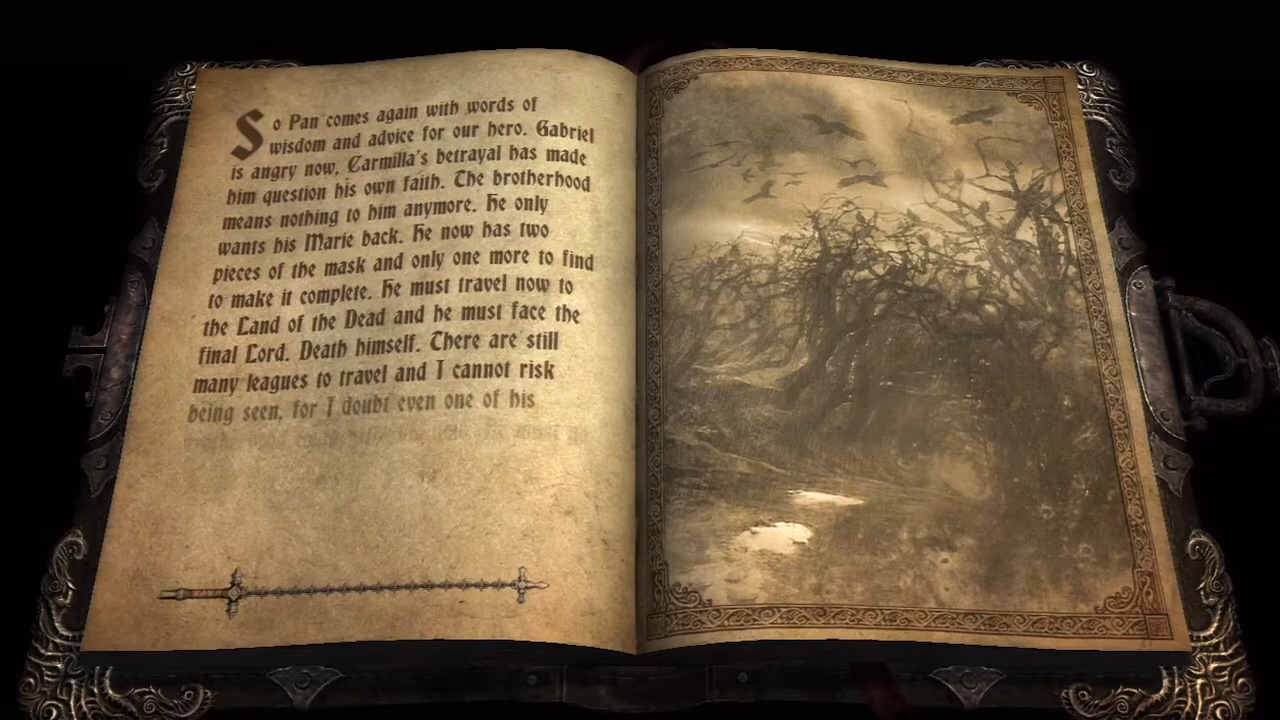 So Pan comes again with words of
wisdom and advice for our hero. Gabriel
is angry now, Carmilla's betrayal has made
him question his own faith. The brotherhood
means nothing to him anymore. He only
wants his Marie back. He now has two
pieces of the mask and only one more to find
to make it complete. He must travel now to
the Land of the Dead and he must face the
final Lord. Death himself. There are still
many leagues to travel and I cannot risk
being seen, for I doubt even one of his